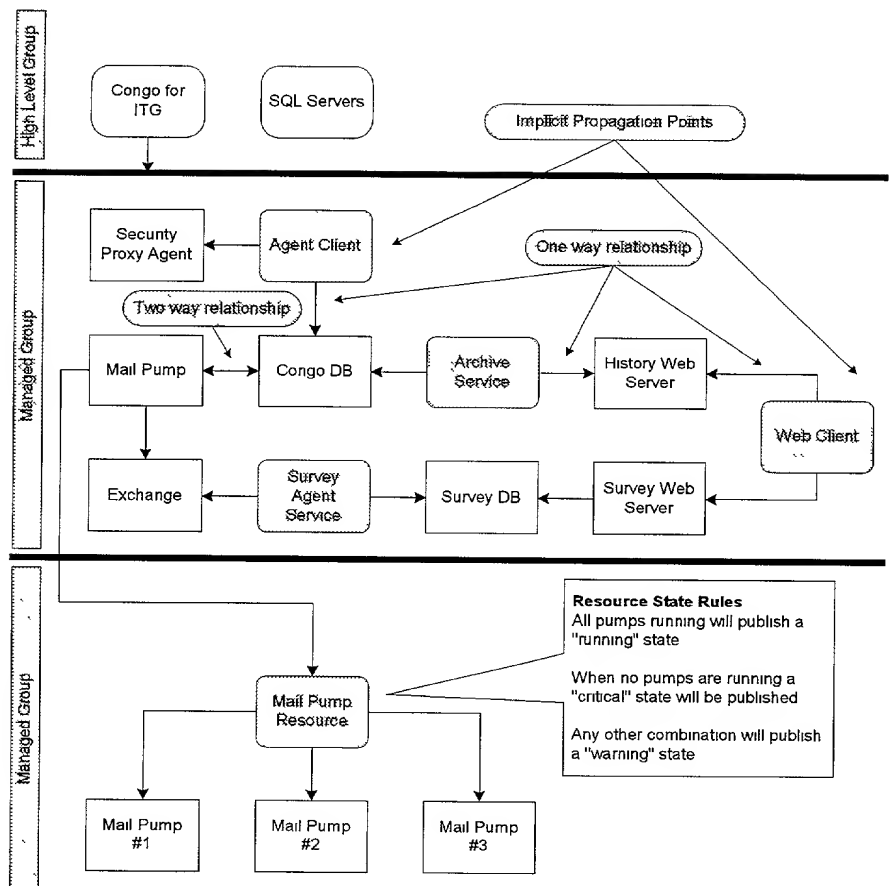 High Level Group
Congo for
ITG
SQL Servers
Implicit Propagation Points
Managed Group
Security
Proxy Agent
Agent Client
One way relationship
Two way relationship
Mail Pump
Congo DB
Archive
Service
History Web
Server
Web Client
Exchange
Survey
Agent
Service
Survey DB
Survey Web
Server
Managed Group
Resource State Rules
All pumps running will publish a
"running" state
When no pumps are running a
"critical" state will be published
Any other combination will publish
a "warning" state
Mail Pump
Resource
Mail Pump
#1
Mail Pump
#2
Mail Pump
#3